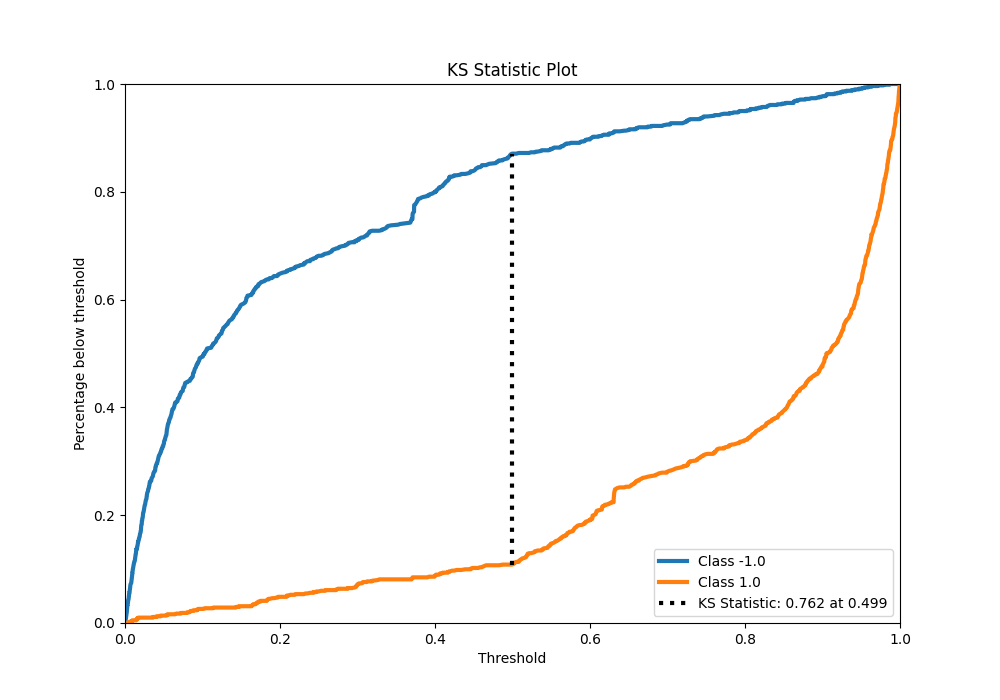 KS Statistic Plot
1.0
0.8
0.6
0.4
0.2
0.0
Percentage below threshold
0.0 0.2 0.4 0.6 0.8 1.0
Threshold
Class -1.0
Class 1.0
KS Statistic: 0.762 at 0.499